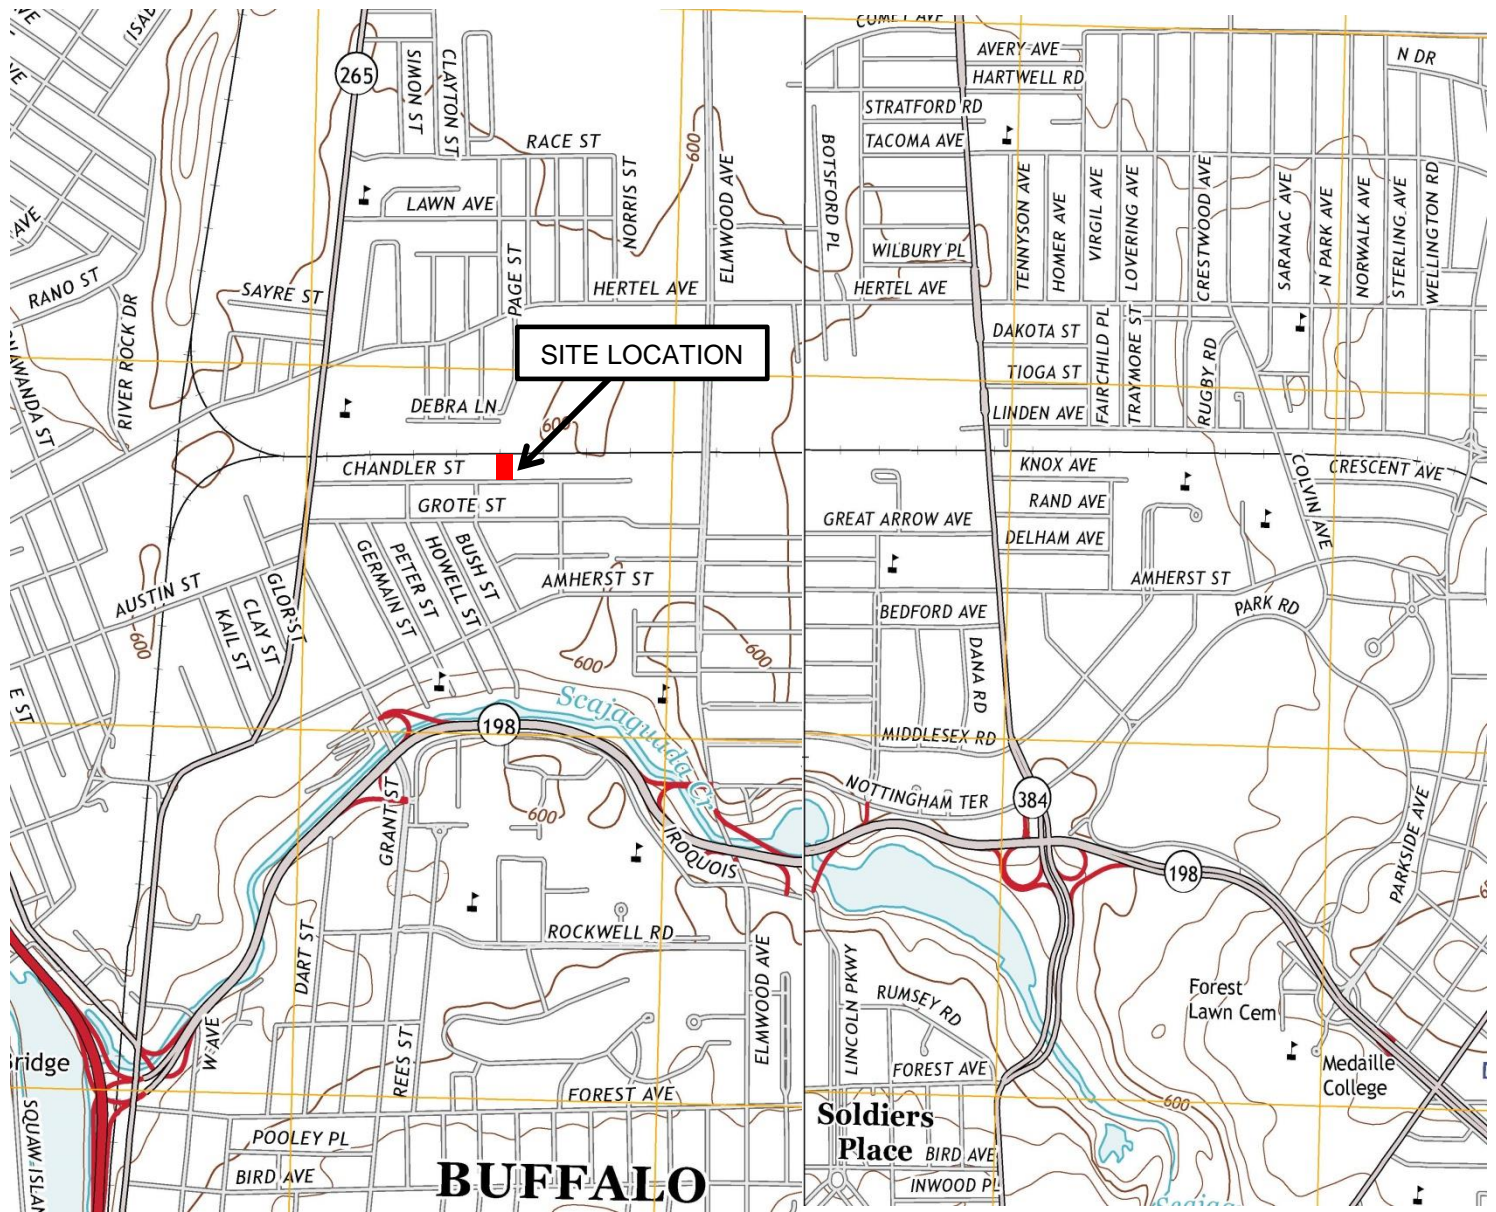 CUMET AVE
265
SIMON ST
CLAYTON ST
AVERY AVE
N DR
HARTWELL RD
STRATFORD RD
TACOMA AVE
RACE ST
600
NORRIS ST
ELMWOOD AVE
BOTSFORD PL
LAWN AVE
PAGE ST
WILBURY PL
TENNYSON AVE
HOMER AVE
VIRGIL AVE
LOVERING AVE
CRESTWOOD AVE
SARANAC AVE
N PARK AVE
NORWALK AVE
STERLING AVE
WELLINGTON RD
RANO ST
SAYRE ST
HERTEL AVE
HERTEL AVE
RIVER ROCK DR
SITE LOCATION
DAKOTA ST
TIOGA ST
LINDEN AVE
FAIRCHILD PL
TRAYMORE ST
RUGBY RD
DEBRA LN
600
CHANDLER ST
KNOX AVE
CRESCENT AVE
COLVIN AVE
GROTE ST
RAND AVE
GREAT ARROW AVE
DELHAM AVE
GERMAIN ST
PETER ST
HOWELL ST
BUSH ST
AMHERST ST
AMHERST ST
AUSTIN ST
GLOR ST
CLAY ST
KAIL ST
600
BEDFORD AVE
PARK RD
DANA RD
600
600
E ST
Scajaquada Cr
198
MIDDLESEX RD
NOTTINGHAM TER
384
GRANT ST
600
IROQUOIS
198
PARKSIDE AVE
DART ST
ROCKWELL RD
ELMWOOD AVE
LINCOLN PKWY
RUMSEY RD
Forest
Lawn Cem
W AVE
REES ST
FOREST AVE
FOREST AVE
Medaille
College
600
SQUAW ISLAN
POOLEY PL
BIRD AVE
BUFFALO
Soldiers
Place
BIRD AVE
INWOOD PL